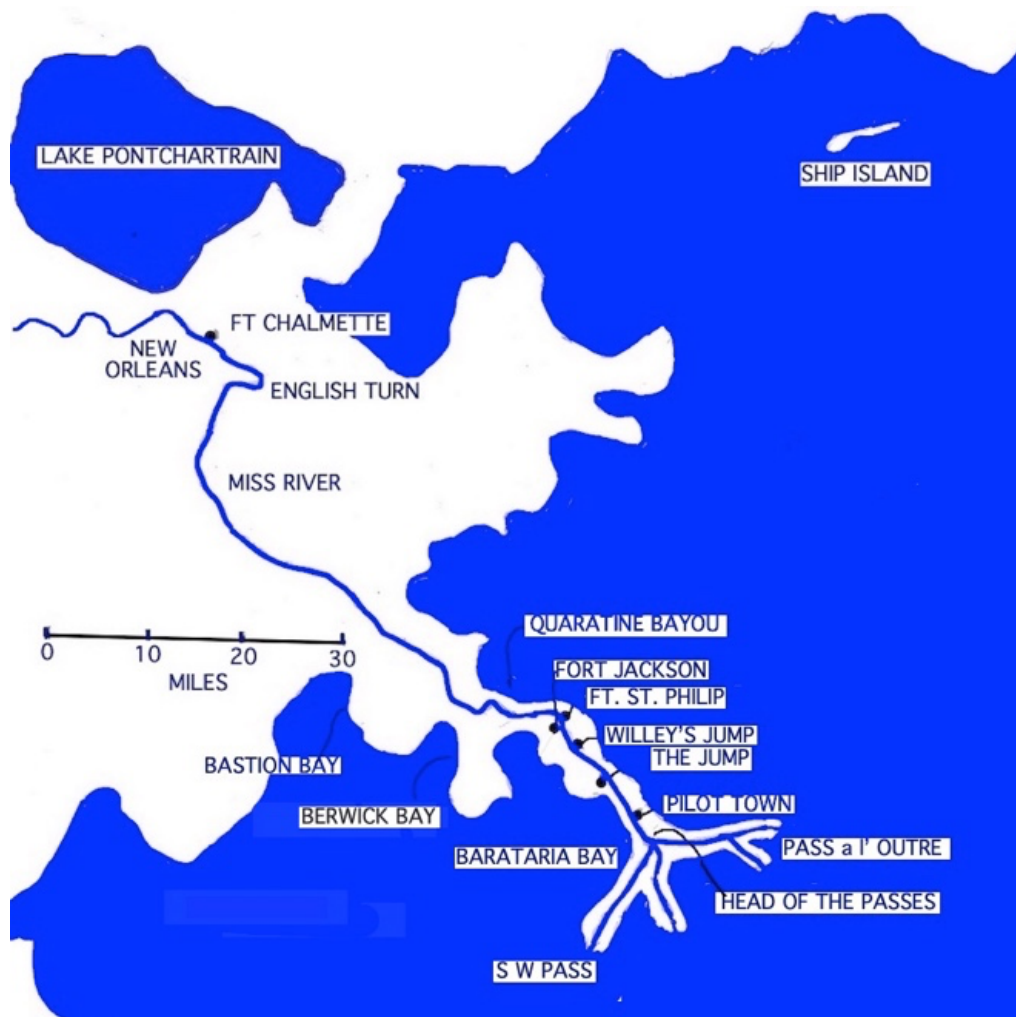 LAKE PONTCHARTRAIN
SHIP ISLAND
FT CHALMETTE
NEW
ORLEANS
ENGLISH TURN
MISS RIVER
QUARATINE BAYOU
0 10 20 30
MILES
FORT JACKSON
FT. ST. PHILIP
WILLEY'S JUMP
THE JUMP
BASTION BAY
PILOT TOWN
BERWICK BAY
BARATARIA BAY
PASS a l' OUTRE
HEAD OF THE PASSES
S W PASS